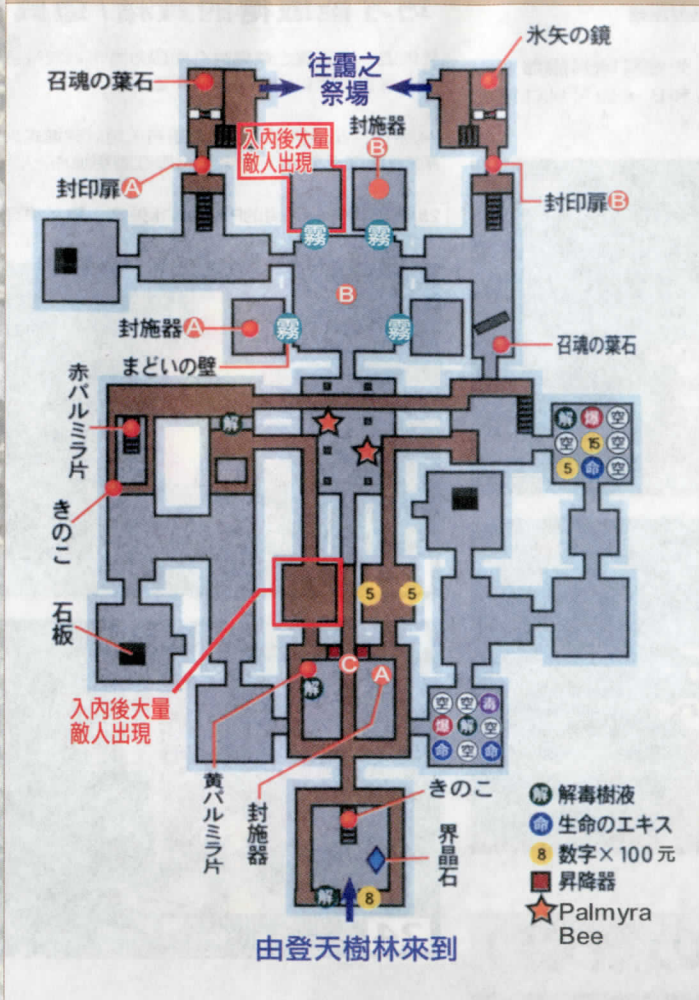 氷矢の鏡
召魂の葉石
往靄之
祭場
封施器
B
入內後大量
敵人出現
封印扉A
封印扉B
霧
霧
B
封施器A
霧
霧
まどいの壁
召魂の葉石
赤パルミラ片
解
解
爆
空
空
15
空
5
命
空
きのこ
5
5
石板
C
A
解
入內後大量
敵人出現
空
空
毒
爆
解
空
命
空
命
黄パルミラ片
封施器
きのこ
界晶石
解
8
由登天樹林來到
解 解毒樹液
命 生命のエキス
8 数字×100元
昇降器
Palmyra
Bee